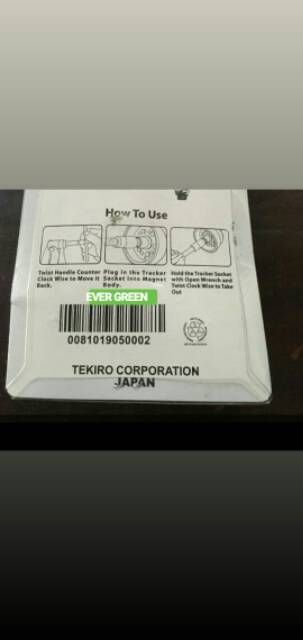 How To Use
Twist Handle Counter
Clock Wise to Move It
Back.
Plug in the Tracker
Socket Into Magnet
Body.
Hold the Tracker Socket
with Open Wrench and
Twist Clock Wise to Take
Out
EVER GREEN
0081019050002
TEKIRO CORPORATION
JAPAN